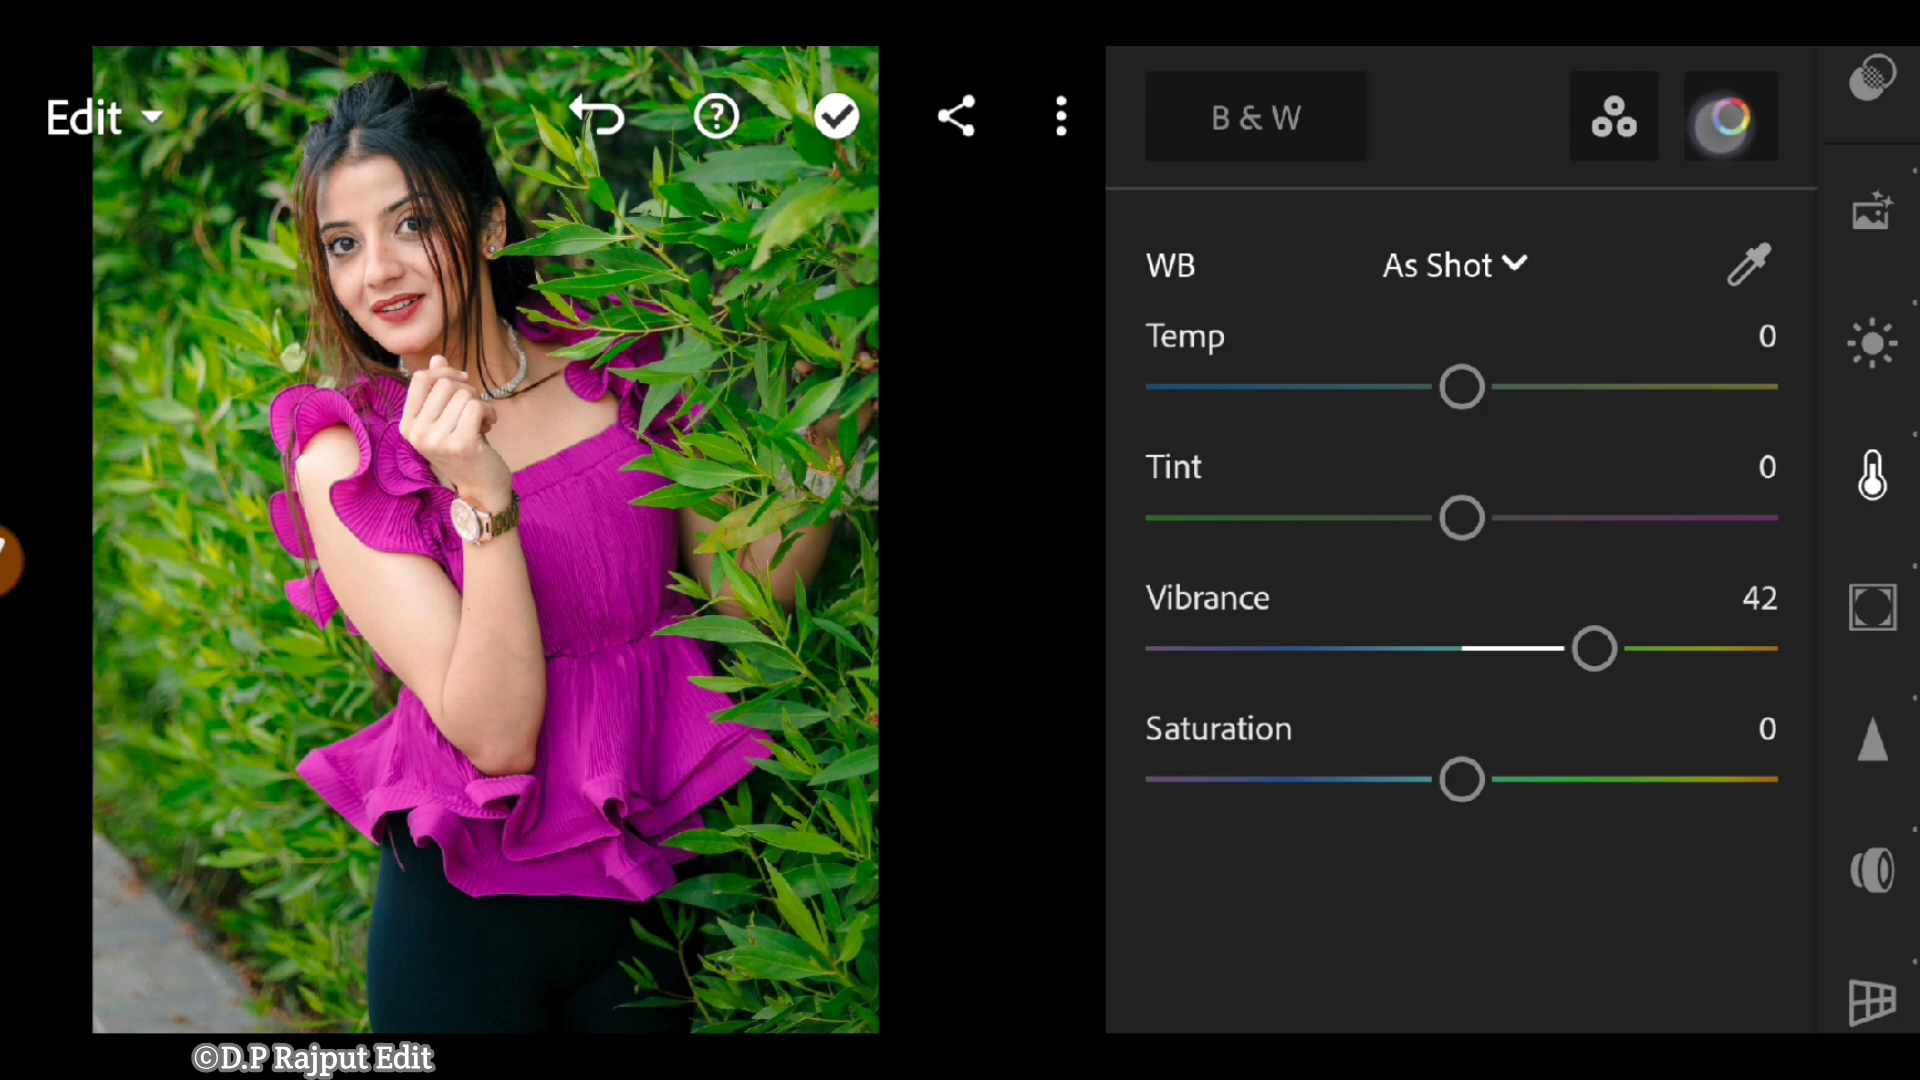 Edit
B & W
WB As Shot
Temp 0
Tint 0
Vibrance 42
Saturation 0
©D.P Rajput Edit